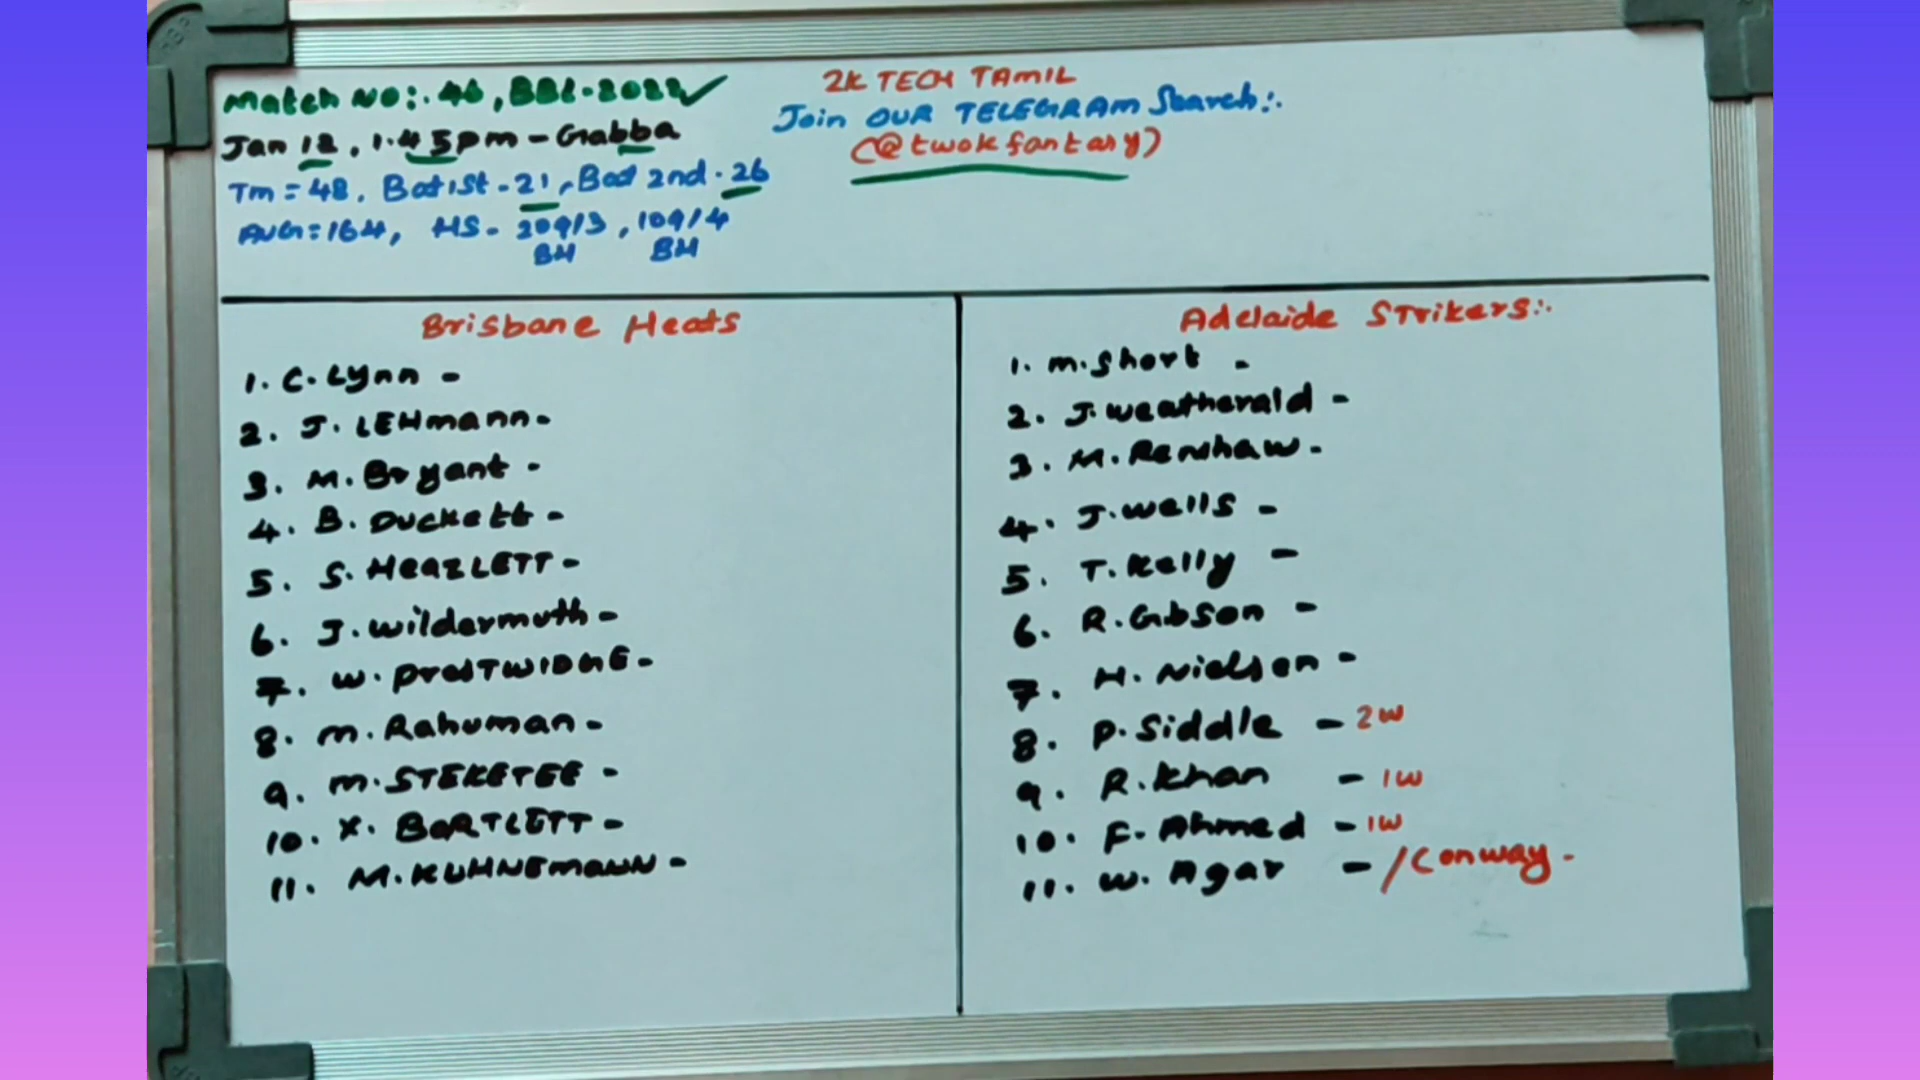 Match NO:. 46, BBL-2022 ✓
Jan 12, 1.45pm - Gabba
Tm = 48, Bat 1st - 21, Bat 2nd - 26
AVG = 164, HS - 209/3, 109/4
BH BH
2K TECH TAMIL
Join OUR TELEGRAM Search:.
(@twokfantasy)
Brisbane Heats
1. C. Lynn -
2. J. LEHmann -
3. M. Bryant -
4. B. Duckett -
5. S. HeazLETT -
6. J. Wildermuth -
7. W. PresTWIDGE -
8. M. Rahuman -
9. M. STEKETEE -
10. X. BaRTLETT -
11. M. KUHNEmaNN -
Adelaide Strikers:.
1. M. Short -
2. J. Weatherald -
3. M. Renshaw -
4. J. Wells -
5. T. Kelly -
6. R. Gibson -
7. H. Nielsen -
8. P. Siddle - 2W
9. R. Khan - 1W
10. F. Ahmed - 1W
11. W. Agar - /Conway -